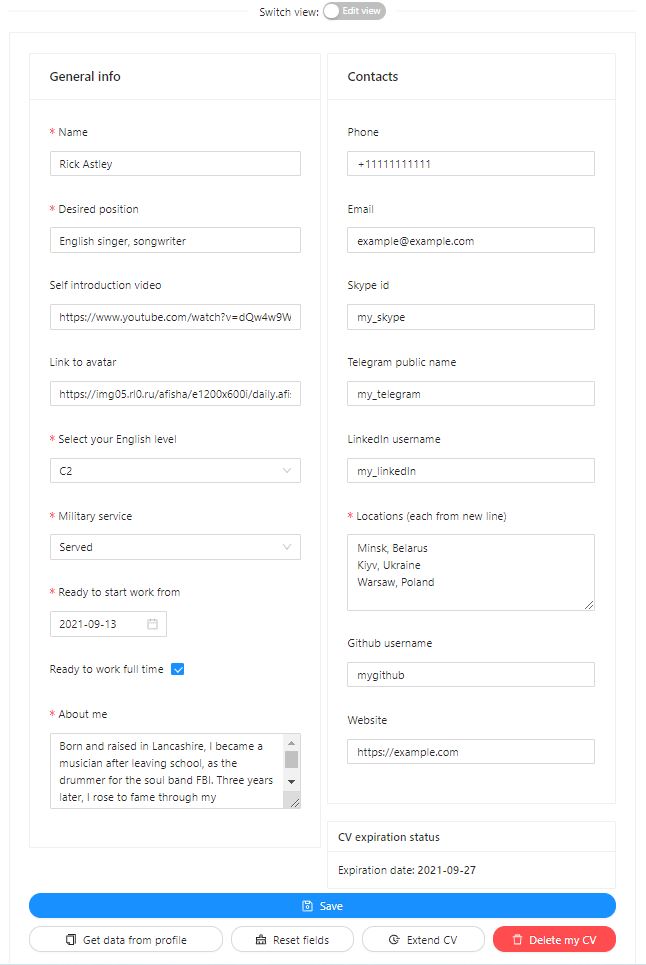 Switch view: Edit view
General info
* Name
Rick Astley
* Desired position
English singer, songwriter
Self introduction video
https://www.youtube.com/watch?v=dQw4w9W
Link to avatar
https://img05.rl0.ru/afisha/e1200x600i/daily.afi
* Select your English level
C2
* Military service
Served
* Ready to start work from
2021-09-13
Ready to work full time
* About me
Born and raised in Lancashire, I became a
musician after leaving school, as the
drummer for the soul band FBI. Three years
later, I rose to fame through my
Contacts
Phone
+11111111111
Email
example@example.com
Skype id
my_skype
Telegram public name
my_telegram
LinkedIn username
my_linkedIn
* Locations (each from new line)
Minsk, Belarus
Kiyv, Ukraine
Warsaw, Poland
Github username
mygithub
Website
https://example.com
CV expiration status
Expiration date: 2021-09-27
Save
Get data from profile
Reset fields
Extend CV
Delete my CV